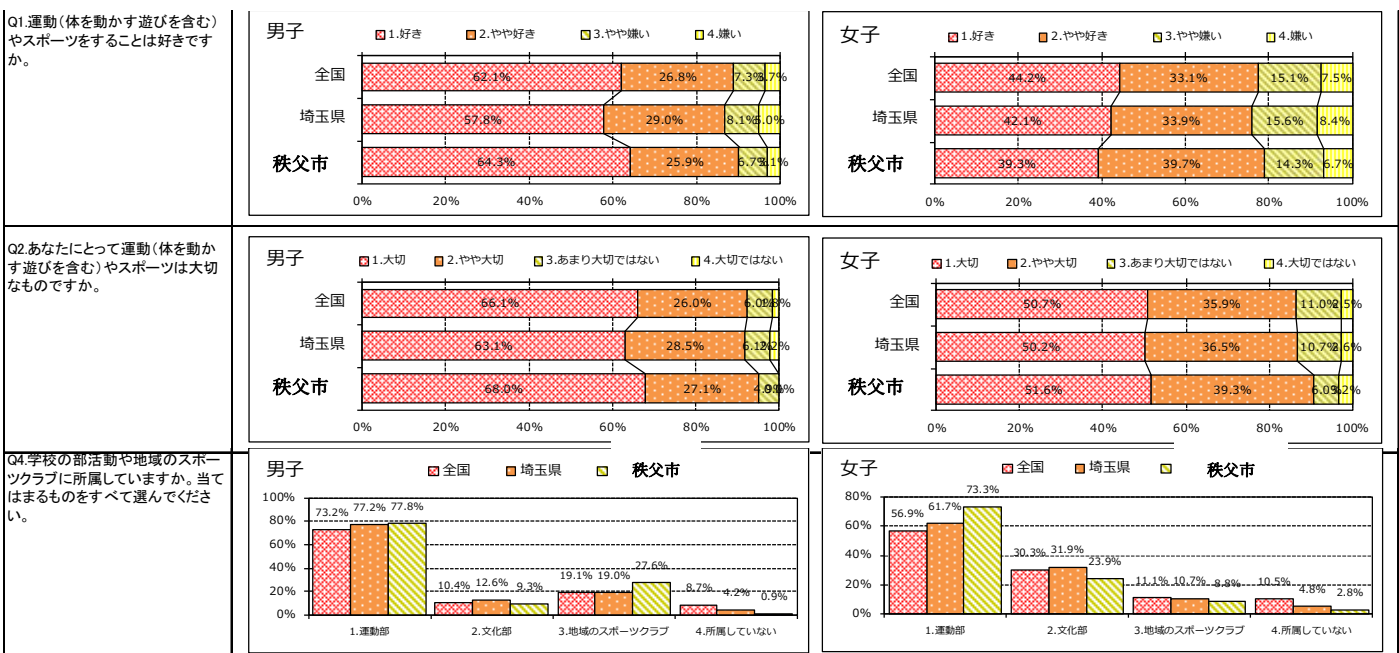 Q1.運動(体を動かす遊びを含む)
やスポーツをすることは好きです
か。
男子
1.好き 2.やや好き 3.やや嫌い 4.嫌い
全国 62.1% 26.8% 7.3% 3.7%
埼玉県 57.8% 29.0% 8.1% 5.0%
秩父市 64.3% 25.9% 6.7% 3.1%
0% 20% 40% 60% 80% 100%
女子
1.好き 2.やや好き 3.やや嫌い 4.嫌い
全国 44.2% 33.1% 15.1% 7.5%
埼玉県 42.1% 33.9% 15.6% 8.4%
秩父市 39.3% 39.7% 14.3% 6.7%
0% 20% 40% 60% 80% 100%
Q2.あなたにとって運動(体を動か
す遊びを含む)やスポーツは大切
なものですか。
男子
1.大切 2.やや大切 3.あまり大切ではない 4.大切ではない
全国 66.1% 26.0% 6.0% 1.8%
埼玉県 63.1% 28.5% 6.1% 2.2%
秩父市 68.0% 27.1% 4.9% 0.0%
0% 20% 40% 60% 80% 100%
女子
1.大切 2.やや大切 3.あまり大切ではない 4.大切ではない
全国 50.7% 35.9% 11.0% 2.5%
埼玉県 50.2% 36.5% 10.7% 2.6%
秩父市 51.6% 39.3% 6.0% 3.2%
0% 20% 40% 60% 80% 100%
Q4.学校の部活動や地域のスポー
ツクラブに所属していますか。当て
はまるものをすべて選んでくださ
い。
男子
全国 埼玉県 秩父市
100%
80%
60%
40%
20%
0%
73.2% 77.2% 77.8%
10.4% 12.6% 9.3%
19.1% 19.0% 27.6%
8.7% 4.2% 0.9%
1.運動部 2.文化部 3.地域のスポーツクラブ 4.所属していない
女子
全国 埼玉県 秩父市
80%
60%
40%
20%
0%
56.9% 61.7% 73.3%
30.3% 31.9% 23.9%
11.1% 10.7% 8.8%
10.5% 4.8% 2.8%
1.運動部 2.文化部 3.地域のスポーツクラブ 4.所属していない